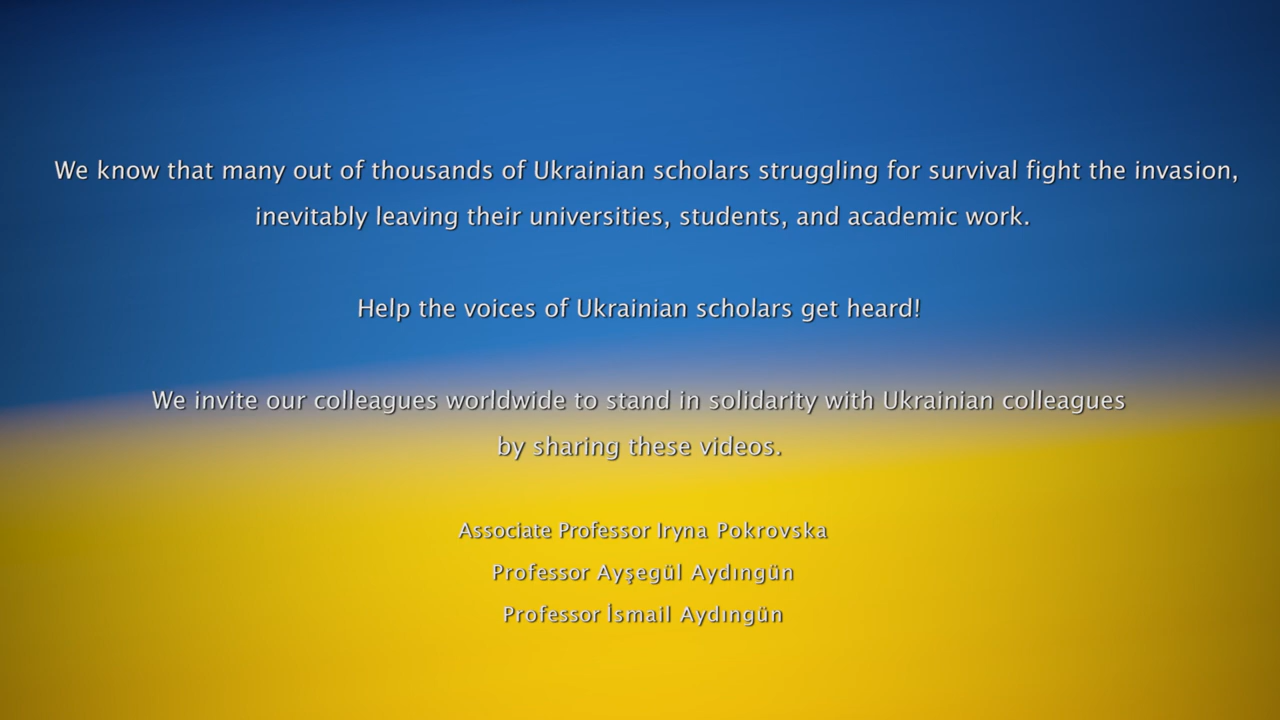 We know that many out of thousands of Ukrainian scholars struggling for survival fight the invasion,
inevitably leaving their universities, students, and academic work.
Help the voices of Ukrainian scholars get heard!
We invite our colleagues worldwide to stand in solidarity with Ukrainian colleagues
by sharing these videos.
Associate Professor Iryna Pokrovska
Professor Ayşegül Aydıngün
Professor İsmail Aydıngün